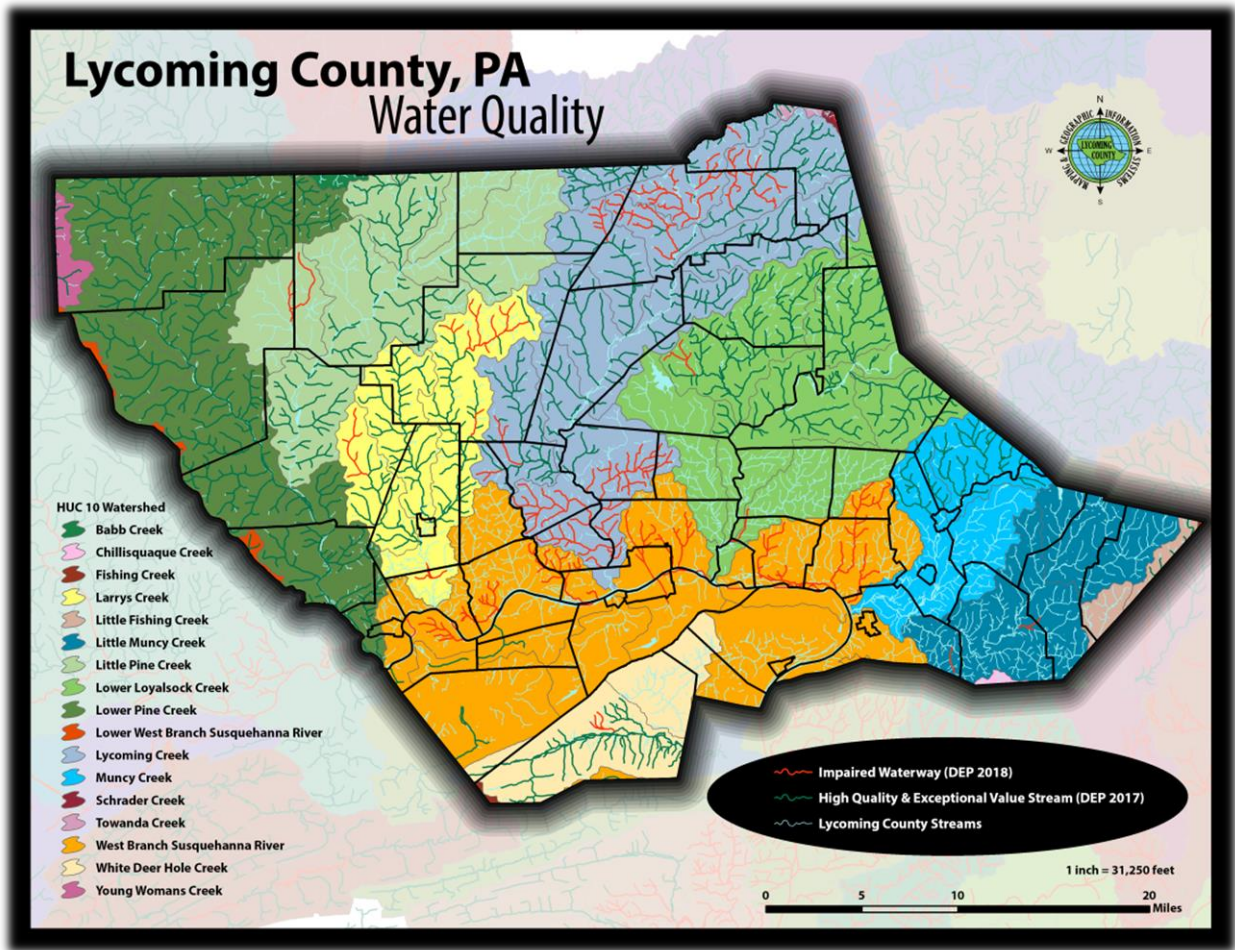 Lycoming County, PA
Water Quality
N
MAPPING & GEOGRAPHIC INFORMATION SYSTEMS
W
LYCOMING
COUNTY
E
S
HUC 10 Watershed
Babb Creek
Chillisquaque Creek
Fishing Creek
Larrys Creek
Little Fishing Creek
Little Muncy Creek
Little Pine Creek
Lower Loyalsock Creek
Lower Pine Creek
Lower West Branch Susquehanna River
Lycoming Creek
Muncy Creek
Schrader Creek
Towanda Creek
West Branch Susquehanna River
White Deer Hole Creek
Young Womans Creek
Impaired Waterway (DEP 2018)
High Quality & Exceptional Value Stream (DEP 2017)
Lycoming County Streams
1 inch = 31,250 feet
0 5 10 20
Miles